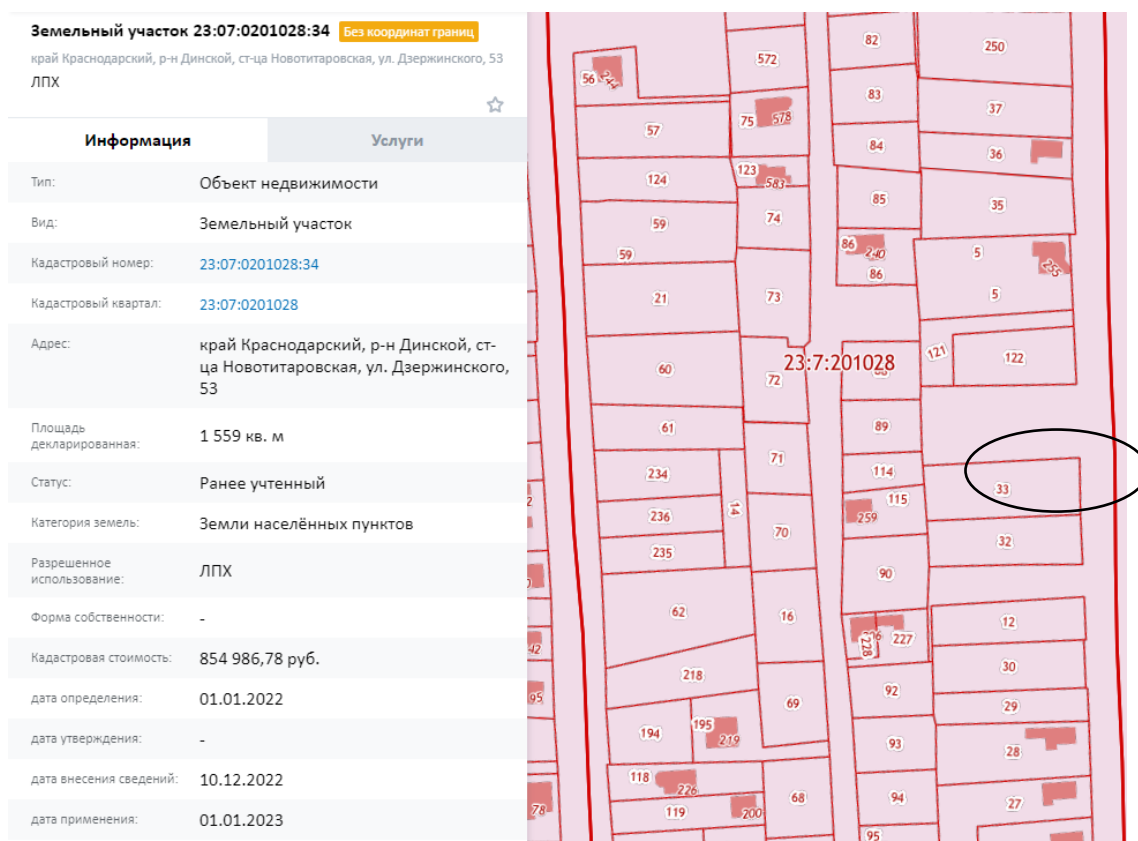 Земельный участок 23:07:0201028:34 Без координат границ
край Краснодарский, р-н Динской, ст-ца Новотитаровская, ул. Дзержинского, 53
ЛПХ
Информация Услуги
Тип: Объект недвижимости
Вид: Земельный участок
Кадастровый номер: 23:07:0201028:34
Кадастровый квартал: 23:07:0201028
Адрес: край Краснодарский, р-н Динской, ст-
ца Новотитаровская, ул. Дзержинского,
53
Площадь
декларированная: 1 559 кв. м
Статус: Ранее учтенный
Категория земель: Земли населённых пунктов
Разрешенное
использование: ЛПХ
Форма собственности: -
Кадастровая стоимость: 854 986,78 руб.
дата определения: 01.01.2022
дата утверждения: -
дата внесения сведений: 10.12.2022
дата применения: 01.01.2023
82 250
572
56 244
83
37
75 578
57
84
36
123
124 583
85 35
59 74
86 240 5
59 255
86
21 73 5
23:7:201028
121 122
60 72
61 89
71
234 114
33
115
14
236 259
70
235 32
90
62 16 12
227
228
42
30
218
92
95 69 29
195
194 219 93
28
118
226
68 94 27
78 119 200
95